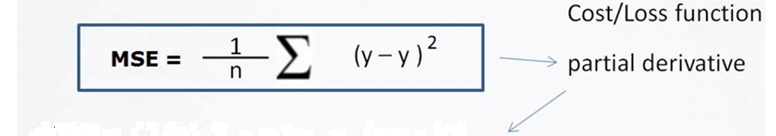 Cost/Loss function
MSE = 1/n ∑ (y – y)²
partial derivative